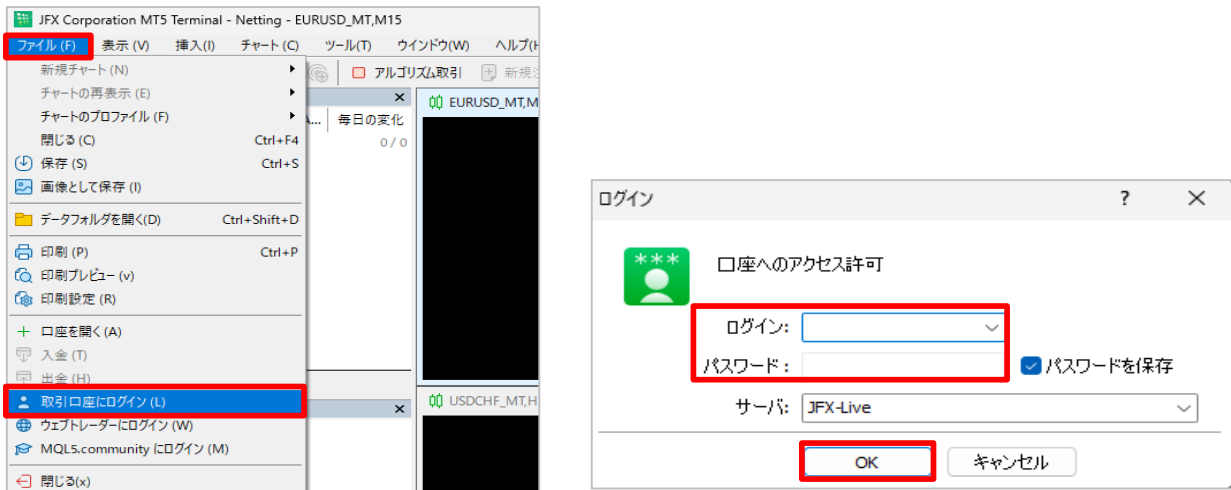 JFX Corporation MT5 Terminal - Netting - EURUSD_MT,M15
ファイル (F) 表示 (V) 挿入(I) チャート (C) ツール(T) ウインドウ(W) ヘルプ(H
新規チャート (N)
アルゴリズム取引 新規
チャートの再表示 (E)
EURUSD_MT,M
チャートのプロファイル (F)
A... 毎日の変化
閉じる (C) Ctrl+F4
0 / 0
保存 (S) Ctrl+S
画像として保存 (I)
データフォルダを開く(D) Ctrl+Shift+D
印刷 (P) Ctrl+P
印刷プレビュー (v)
印刷設定 (R)
口座を開く (A)
入金 (T)
出金 (H)
取引口座にログイン (L)
USDCHF_MT,H
ウェブトレーダーにログイン (W)
MQL5.community にログイン (M)
閉じる(x)
ログイン ?
***
口座へのアクセス許可
ログイン:
パスワード :
パスワードを保存
サーバ: JFX-Live
OK キャンセル